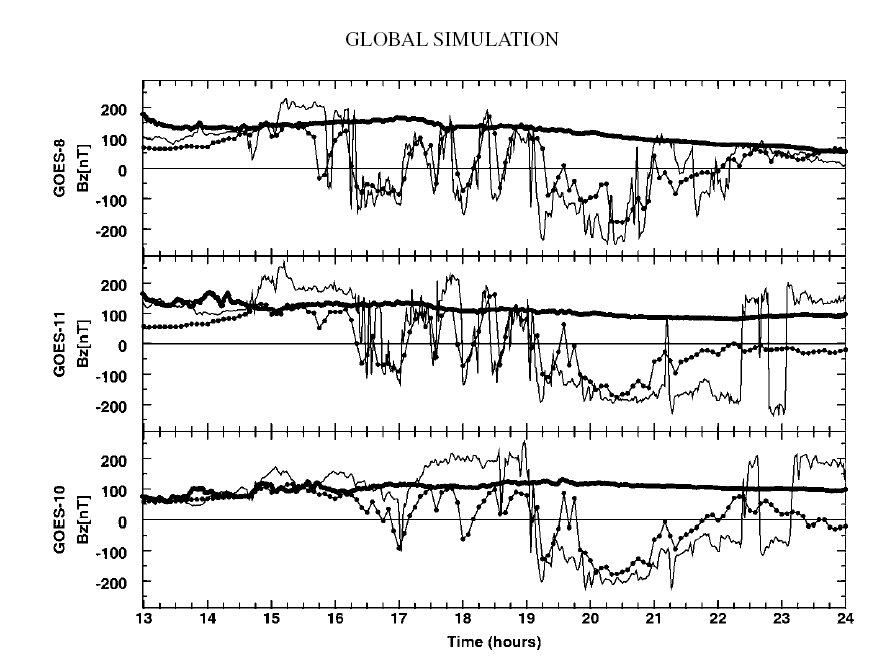 GLOBAL SIMULATION
GOES-8
Bz[nT]
200
100
0
-100
-200
GOES-11
Bz[nT]
200
100
0
-100
-200
GOES-10
Bz[nT]
200
100
0
-100
-200
13 14 15 16 17 18 19 20 21 22 23 24
Time (hours)